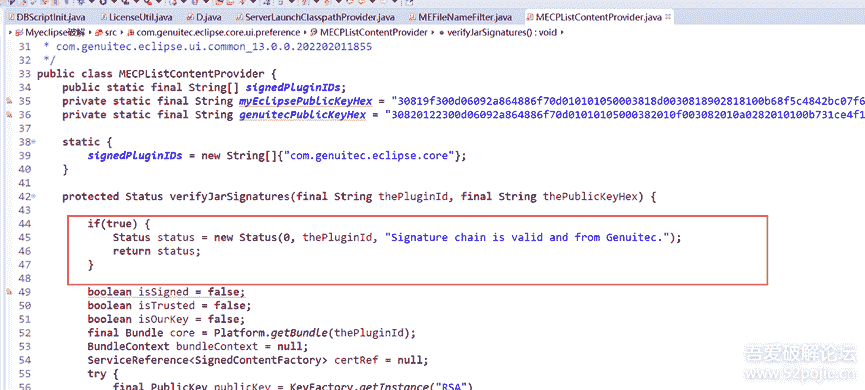 DBScriptInit.java LicenseUtil.java D.java ServerLaunchClasspathProvider.java MEFileNameFilter.java MECPListContentProvider.java
Myeclipse破解 src com.genuitec.eclipse.core.ui.preference MECPListContentProvider verifyJarSignatures() : void
31 * com.genuitec.eclipse.ui.common_13.0.0.202202011855
32 */
33 public class MECPListContentProvider {
34 public static final String[] signedPluginIDs;
35 private static final String myEclipsePublicKeyHex = "30819f300d06092a864886f70d010101050003818d0030818902818100b68f5c4842bc07f6
36 private static final String genuitecPublicKeyHex = "30820122300d06092a864886f70d01010105000382010f003082010a0282010100b731ce4f1
37
38 static {
39 signedPluginIDs = new String[]{"com.genuitec.eclipse.core"};
40 }
41
42 protected Status verifyJarSignatures(final String thePluginId, final String thePublicKeyHex) {
43
44 if(true) {
45 Status status = new Status(0, thePluginId, "Signature chain is valid and from Genuitec.");
46 return status;
47 }
48
49 boolean isSigned = false;
50 boolean isTrusted = false;
51 boolean isOurKey = false;
52 final Bundle core = Platform.getBundle(thePluginId);
53 BundleContext bundleContext = null;
54 ServiceReference<SignedContentFactory> certRef = null;
55 try {
56 final PublicKey publicKey = KeyFactory.getInstance("RSA")
吾爱破解论坛
www.52pojie.cn